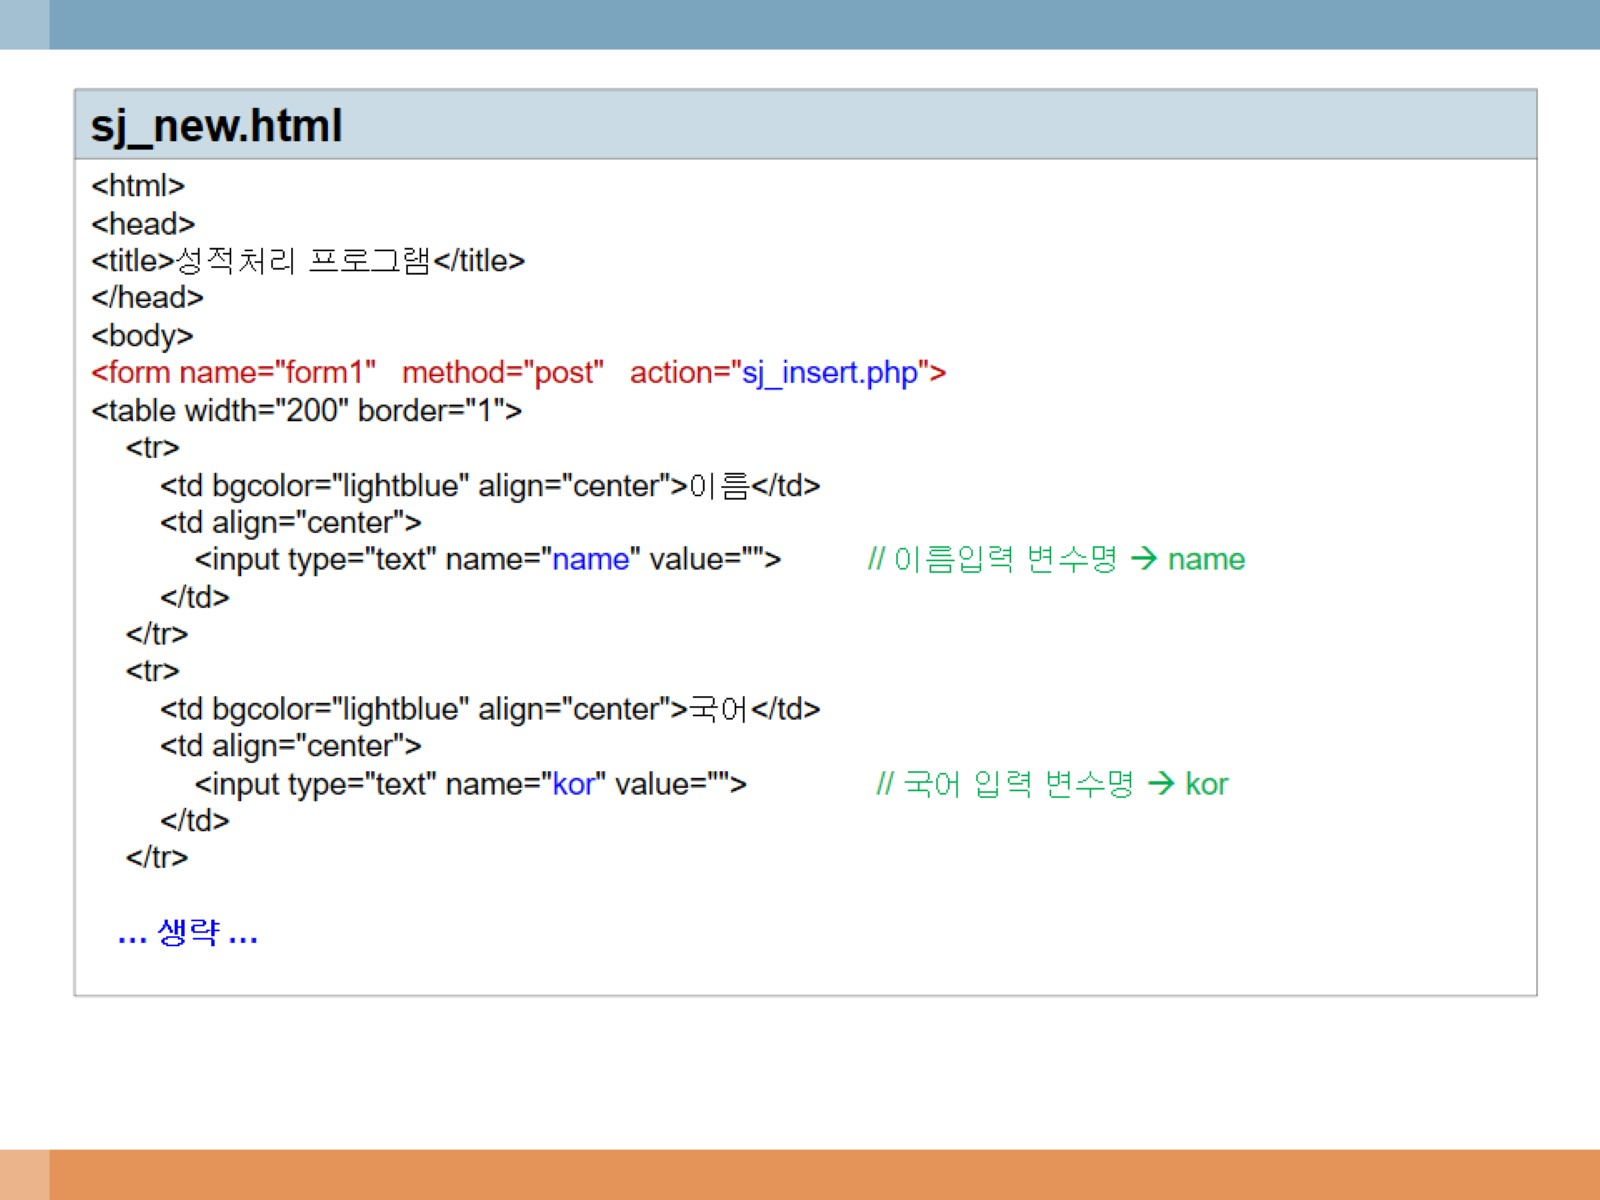 sj_new.html
<html>
<head>
<title>성적처리 프로그램</title>
</head>
<body>
<form name="form1" method="post" action="sj_insert.php">
<table width="200" border="1">
<tr>
<td bgcolor="lightblue" align="center">이름</td>
<td align="center">
<input type="text" name="name" value=""> // 이름입력 변수명 → name
</td>
</tr>
<tr>
<td bgcolor="lightblue" align="center">국어</td>
<td align="center">
<input type="text" name="kor" value=""> // 국어 입력 변수명 → kor
</td>
</tr>
... 생략 ...